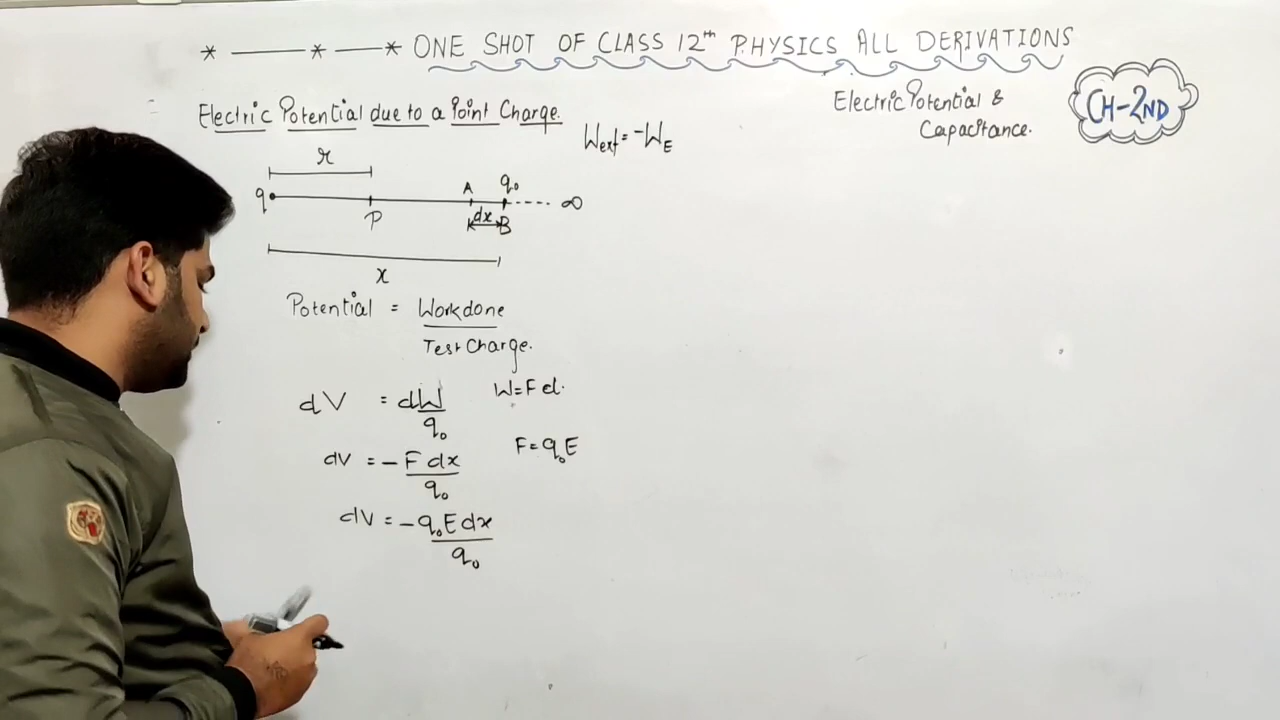 * — * — * ONE SHOT OF CLASS 12th PHYSICS ALL DERIVATIONS
Electric Potential &
Capacitance.
CH-2ND
Electric Potential due to a Point Charge.
Wext = -WE
r
q P A q₀ ∞
dx B
x
Potential = Workdone
Test Charge.
dV = dW
q₀
W=Fd.
dV = -F dx
q₀
F= q₀E
dV = -q₀E dx
q₀